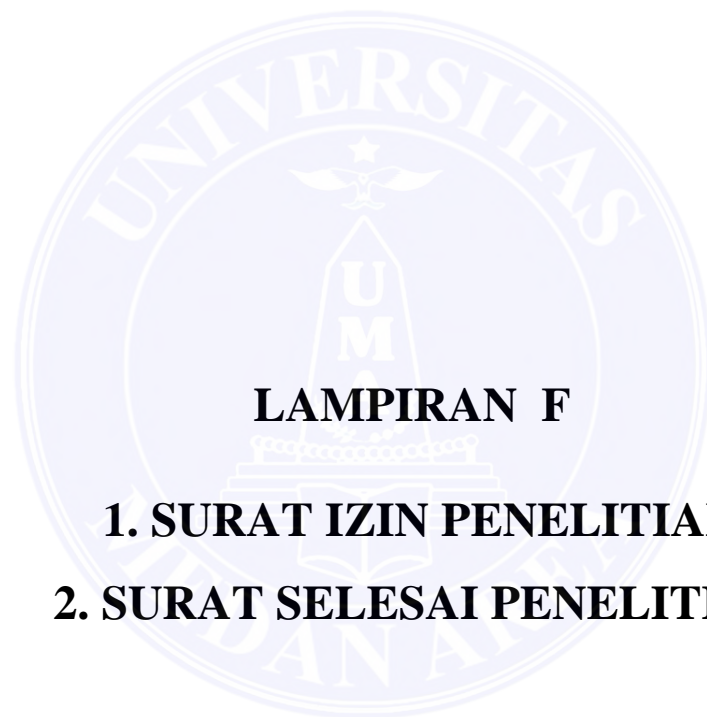 UNIVERSITAS
UMA
LAMPIRAN F
1. SURAT IZIN PENELITIA
2. SURAT SELESAI PENELITI
MEDAN AREA